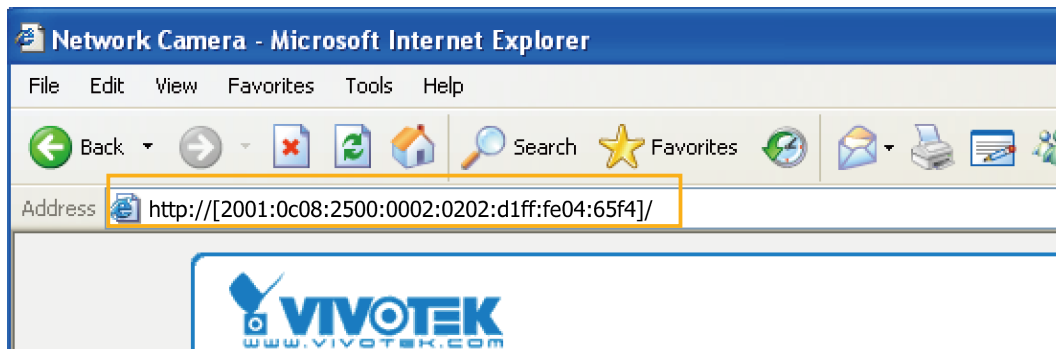 Network Camera - Microsoft Internet Explorer
File Edit View Favorites Tools Help
Back Search Favorites
Address http://[2001:0c08:2500:0002:0202:d1ff:fe04:65f4]/
VIVOTEK
www.vivotek.com